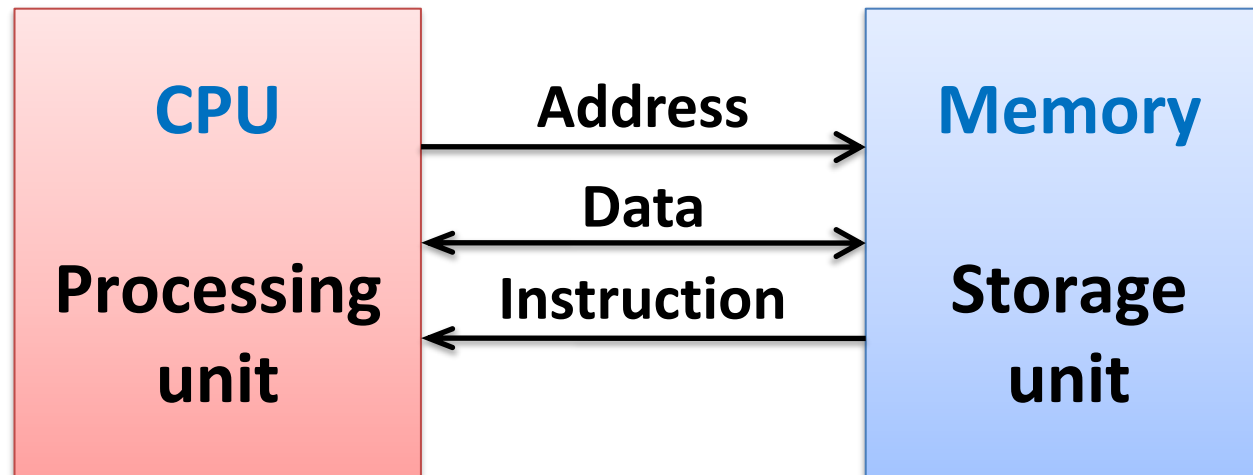 CPU
Processing
unit
Address
Data
Instruction
Memory
Storage
unit